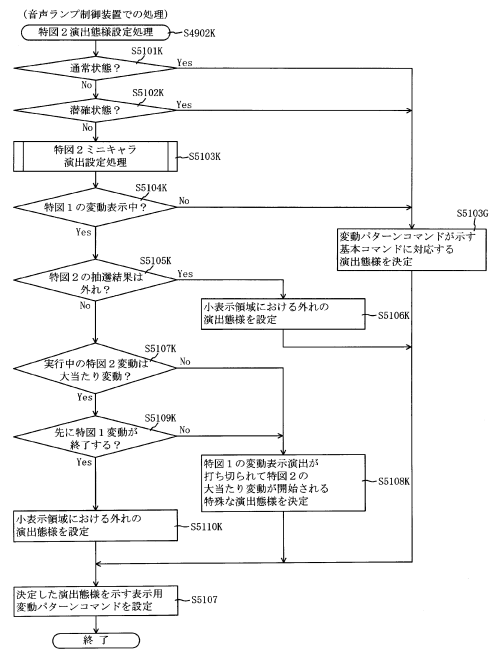 (音声ランプ制御装置での処理)
特図2演出態様設定処理
S4902K
S5101K
通常状態?
Yes
No
S5102K
潜確状態?
Yes
No
特図2ミニキャラ
演出設定処理
S5103K
S5104K
特図1の変動表示中?
No
Yes
S5103G
変動パターンコマンドが示す
基本コマンドに対応する
演出態様を決定
S5105K
特図2の抽選結果は
外れ?
Yes
No
小表示領域における外れの
演出態様を設定
S5106K
S5107K
実行中の特図2変動は
大当たり変動?
No
Yes
S5109K
先に特図1変動が
終了する?
No
Yes
特図1の変動表示演出が
打ち切られて特図2の
大当たり変動が開始される
特殊な演出態様を決定
S5108K
小表示領域における外れの
演出態様を設定
S5110K
決定した演出態様を示す表示用
変動パターンコマンドを設定
S5107
終了